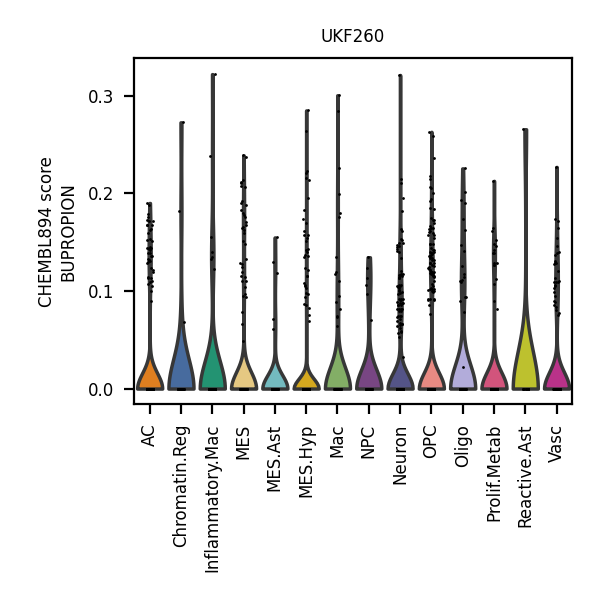 UKF260
CHEMBL894 score
BUPROPION
0.3
0.2
0.1
0.0
AC
Chromatin.Reg
Inflammatory.Mac
MES
MES.Ast
MES.Hyp
Mac
NPC
Neuron
OPC
Oligo
Prolif.Metab
Reactive.Ast
Vasc